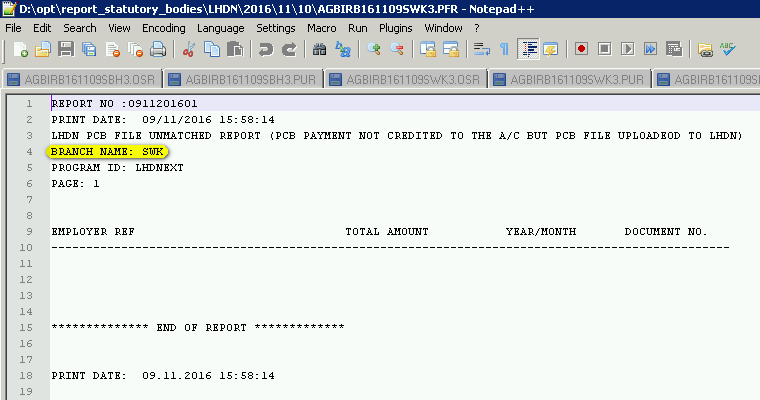 D:\opt\report_statutory_bodies\LHDN\2016\11\10\AGBIRB161109SWK3.PFR - Notepad++
File Edit Search View Encoding Language Settings Macro Run Plugins Window ?
AGBIRB161109SBH3.OSR AGBIRB161109SBH3.PUR AGBIRB161109SWK3.OSR AGBIRB161109SWK3.PUR AGBIRB161109SB
1 REPORT NO :0911201601
2 PRINT DATE: 09/11/2016 15:58:14
3 LHDN PCB FILE UNMATCHED REPORT (PCB PAYMENT NOT CREDITED TO THE A/C BUT PCB FILE UPLOADEOD TO LHDN)
4 BRANCH NAME: SWK
5 PROGRAM ID: LHDNEXT
6 PAGE: 1
7
8
9 EMPLOYER REF TOTAL AMOUNT YEAR/MONTH DOCUMENT NO.
10 -------------------------------------------------------------------------------------------------
11
12
13
14
15 ************** END OF REPORT *************
16
17
18 PRINT DATE: 09.11.2016 15:58:14
19